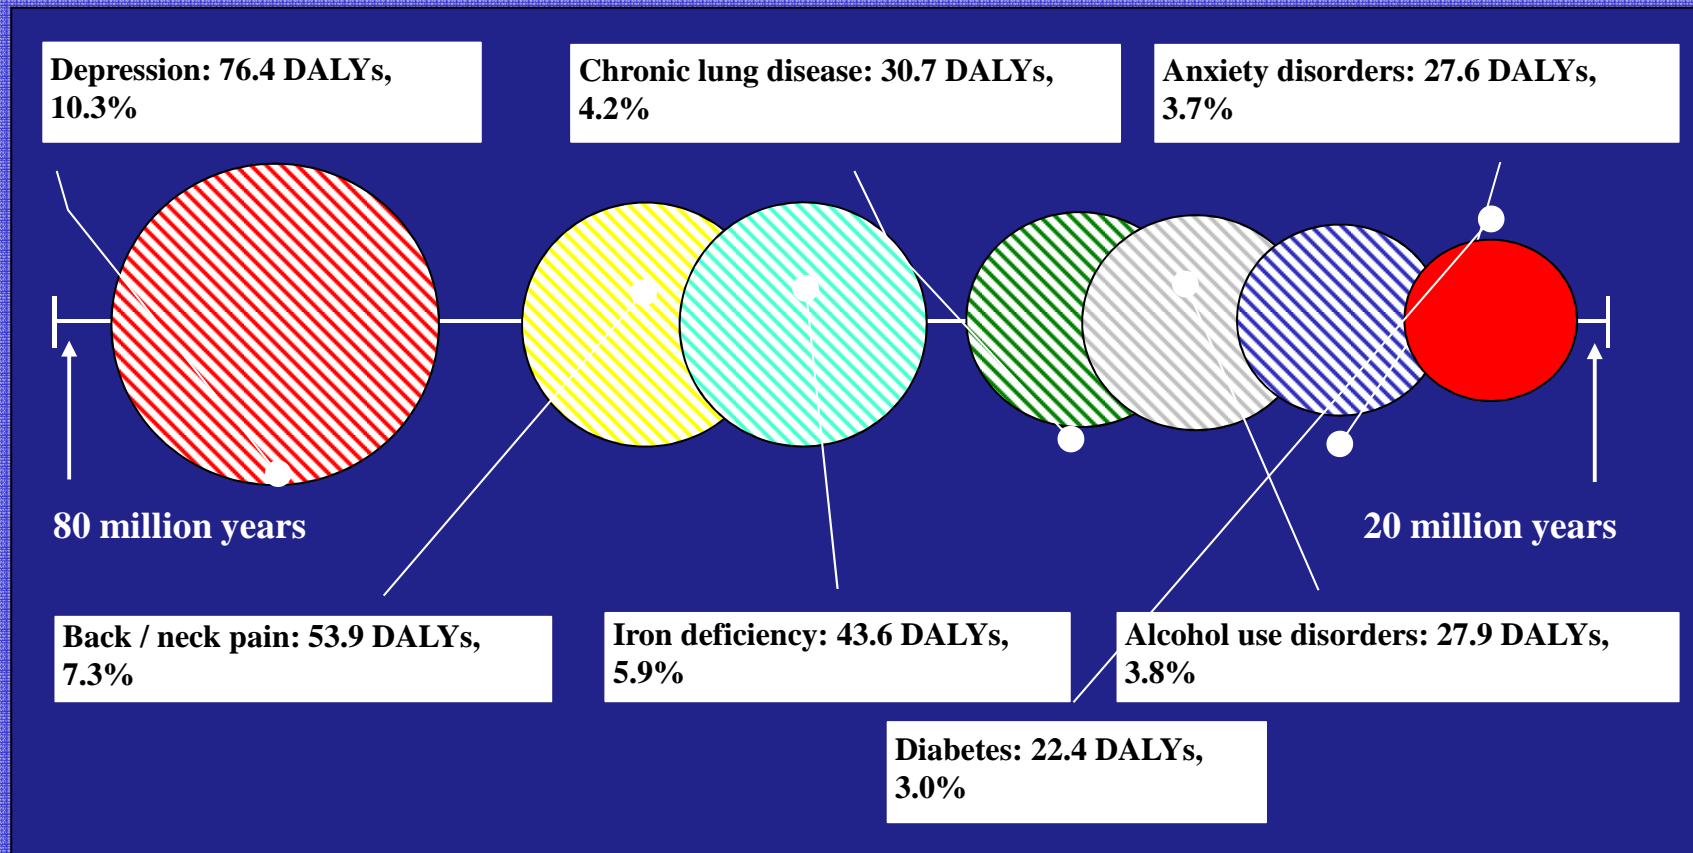 Depression: 76.4 DALYs,
10.3%
Chronic lung disease: 30.7 DALYs,
4.2%
Anxiety disorders: 27.6 DALYs,
3.7%
80 million years
20 million years
Back / neck pain: 53.9 DALYs,
7.3%
Iron deficiency: 43.6 DALYs,
5.9%
Alcohol use disorders: 27.9 DALYs,
3.8%
Diabetes: 22.4 DALYs,
3.0%